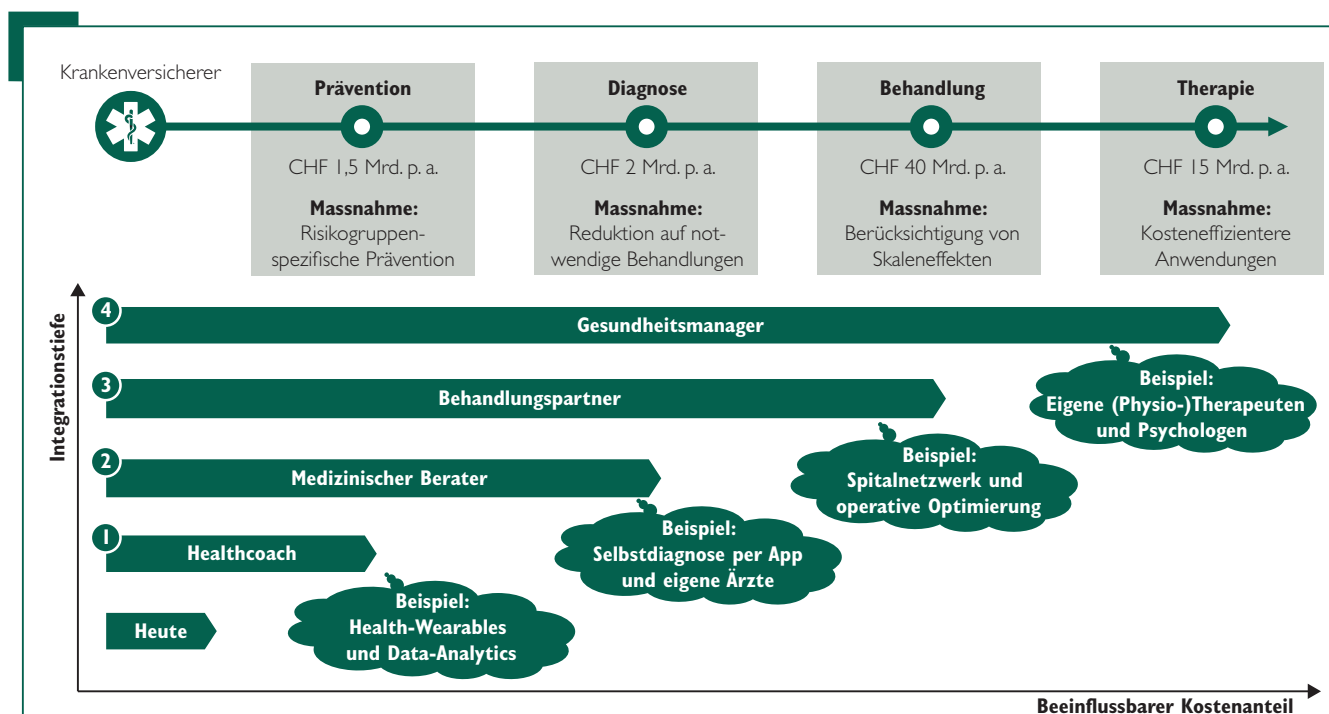 Krankenversicherer
Prävention
CHF 1,5 Mrd. p. a.
Massnahme:
Risikogruppen-
spezifische Prävention
Diagnose
CHF 2 Mrd. p. a.
Massnahme:
Reduktion auf not-
wendige Behandlungen
Behandlung
CHF 40 Mrd. p. a.
Massnahme:
Berücksichtigung von
Skaleneffekten
Therapie
CHF 15 Mrd. p. a.
Massnahme:
Kosteneffizientere
Anwendungen
Integrationstiefe
4
Gesundheitsmanager
Beispiel:
Eigene (Physio-)Therapeuten
und Psychologen
3
Behandlungspartner
Beispiel:
Spitalnetzwerk und
operative Optimierung
2
Medizinischer Berater
Beispiel:
Selbstdiagnose per App
und eigene Ärzte
1
Healthcoach
Beispiel:
Health-Wearables
und Data-Analytics
Heute
Beeinflussbarer Kostenanteil